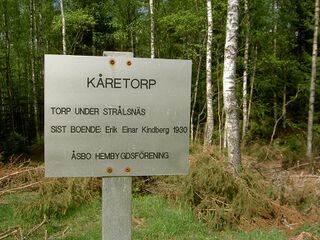 KÅRETORP
TORP UNDER STRÅLSNÄS
SIST BOENDE: Erik Einar Kindberg 1930
ÅSBO HEMBYGDSFÖRENING